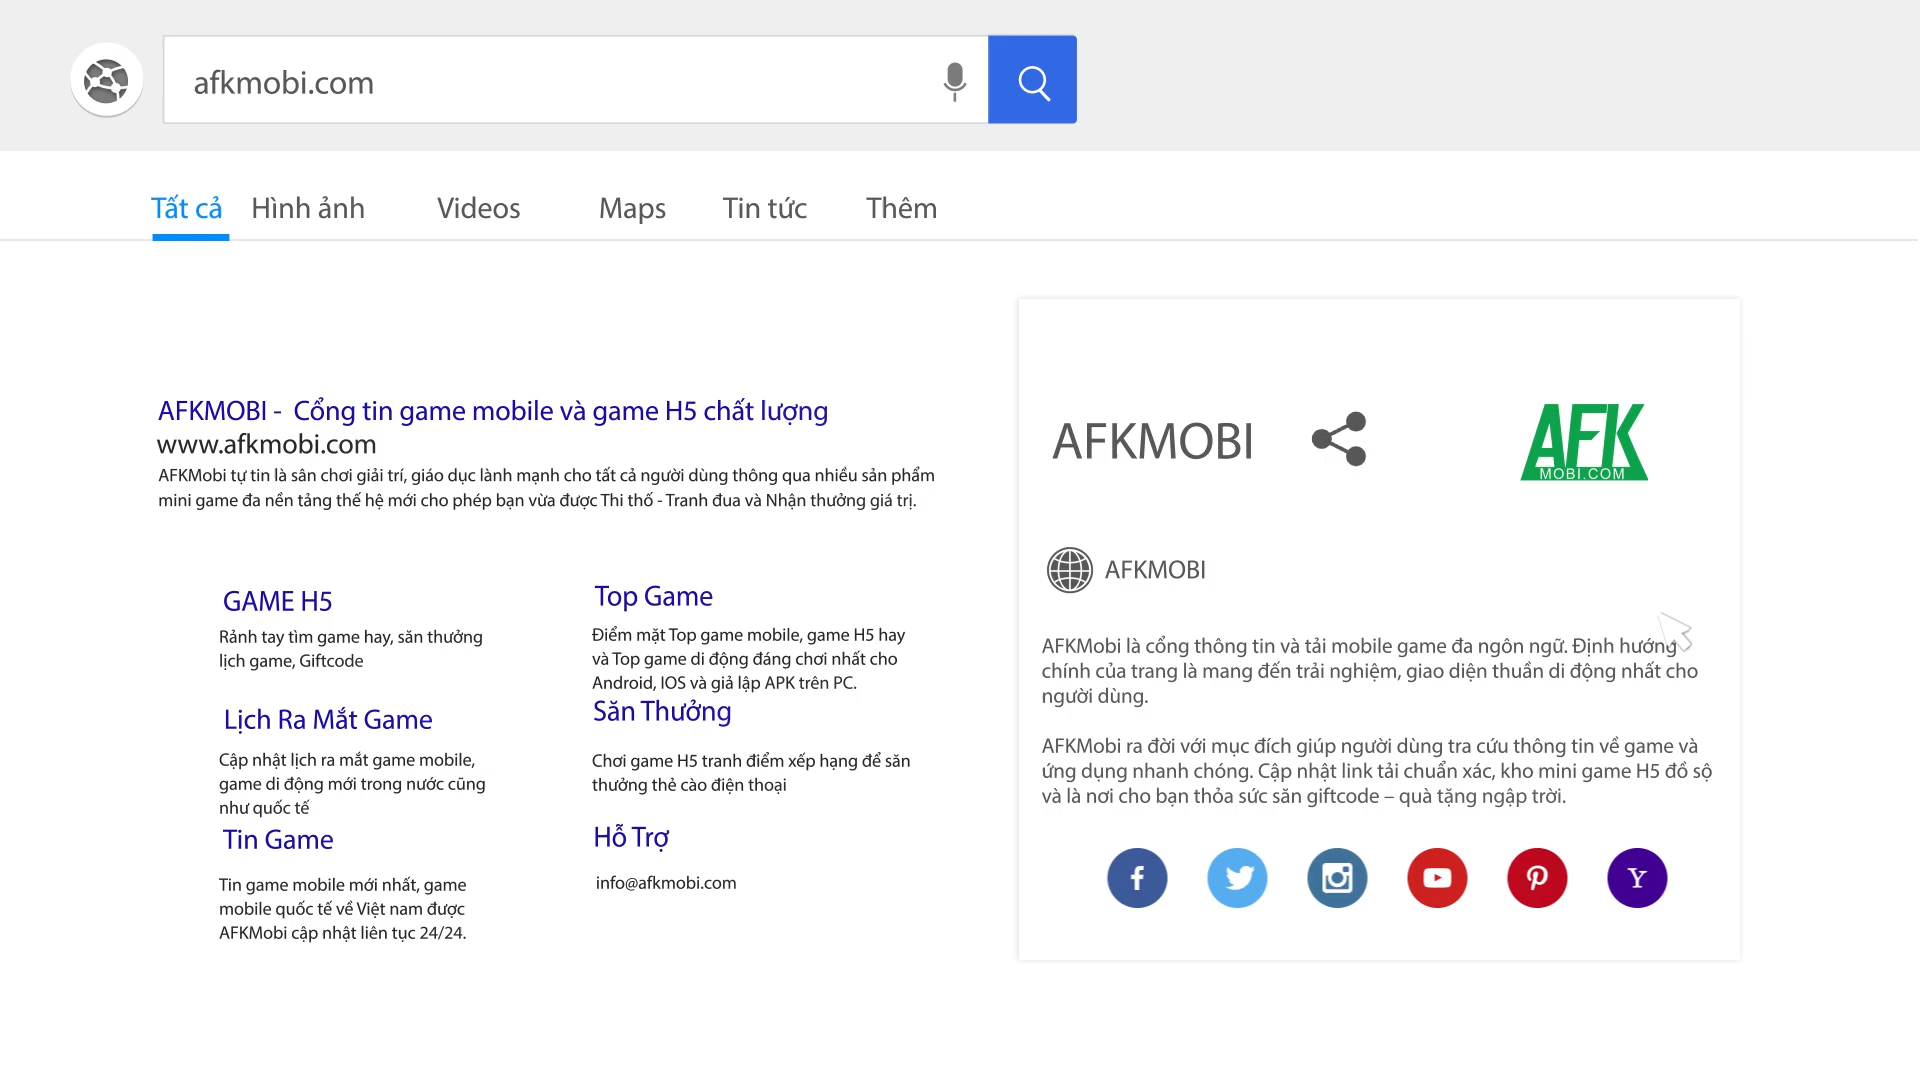 afkmobi.com
Tất cả Hình ảnh Videos Maps Tin tức Thêm
AFKMOBI - Cổng tin game mobile và game H5 chất lượng
www.afkmobi.com
AFKMobi tự tin là sân chơi giải trí, giáo dục lành mạnh cho tất cả người dùng thông qua nhiều sản phẩm
mini game đa nền tảng thế hệ mới cho phép bạn vừa được Thi thố - Tranh đua và Nhận thưởng giá trị.
GAME H5
Rảnh tay tìm game hay, săn thưởng
lịch game, Giftcode
Lịch Ra Mắt Game
Cập nhật lịch ra mắt game mobile,
game di động mới trong nước cũng
như quốc tế
Tin Game
Tin game mobile mới nhất, game
mobile quốc tế về Việt nam được
AFKMobi cập nhật liên tục 24/24.
Top Game
Điểm mặt Top game mobile, game H5 hay
và Top game di động đáng chơi nhất cho
Android, IOS và giả lập APK trên PC.
Săn Thưởng
Chơi game H5 tranh điểm xếp hạng để săn
thưởng thẻ cào điện thoại
Hỗ Trợ
info@afkmobi.com
AFKMOBI
AFK
MOBI.COM
AFKMOBI
AFKMobi là cổng thông tin và tải mobile game đa ngôn ngữ. Định hướng
chính của trang là mang đến trải nghiệm, giao diện thuần di động nhất cho
người dùng.
AFKMobi ra đời với mục đích giúp người dùng tra cứu thông tin về game và
ứng dụng nhanh chóng. Cập nhật link tải chuẩn xác, kho mini game H5 đồ sộ
và là nơi cho bạn thỏa sức săn giftcode – quà tặng ngập trời.